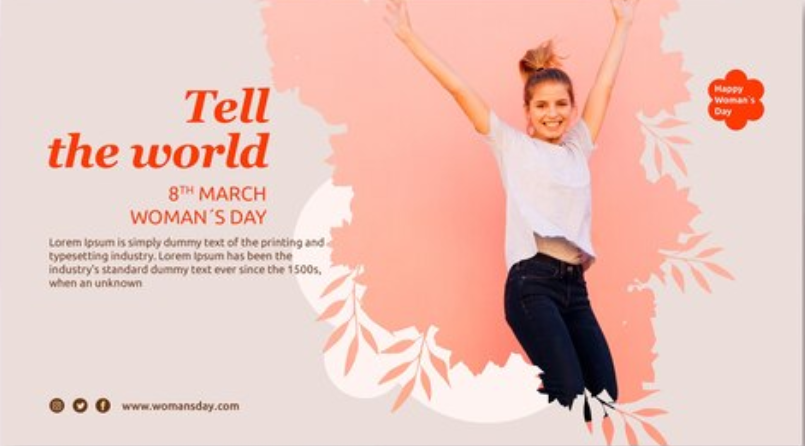 Tell
the world
8TH MARCH
WOMAN´S DAY
Lorem Ipsum is simply dummy text of the printing and
typesetting industry. Lorem Ipsum has been the
industry's standard dummy text ever since the 1500s,
when an unknown
www.womansday.com
Happy
Woman´s
Day